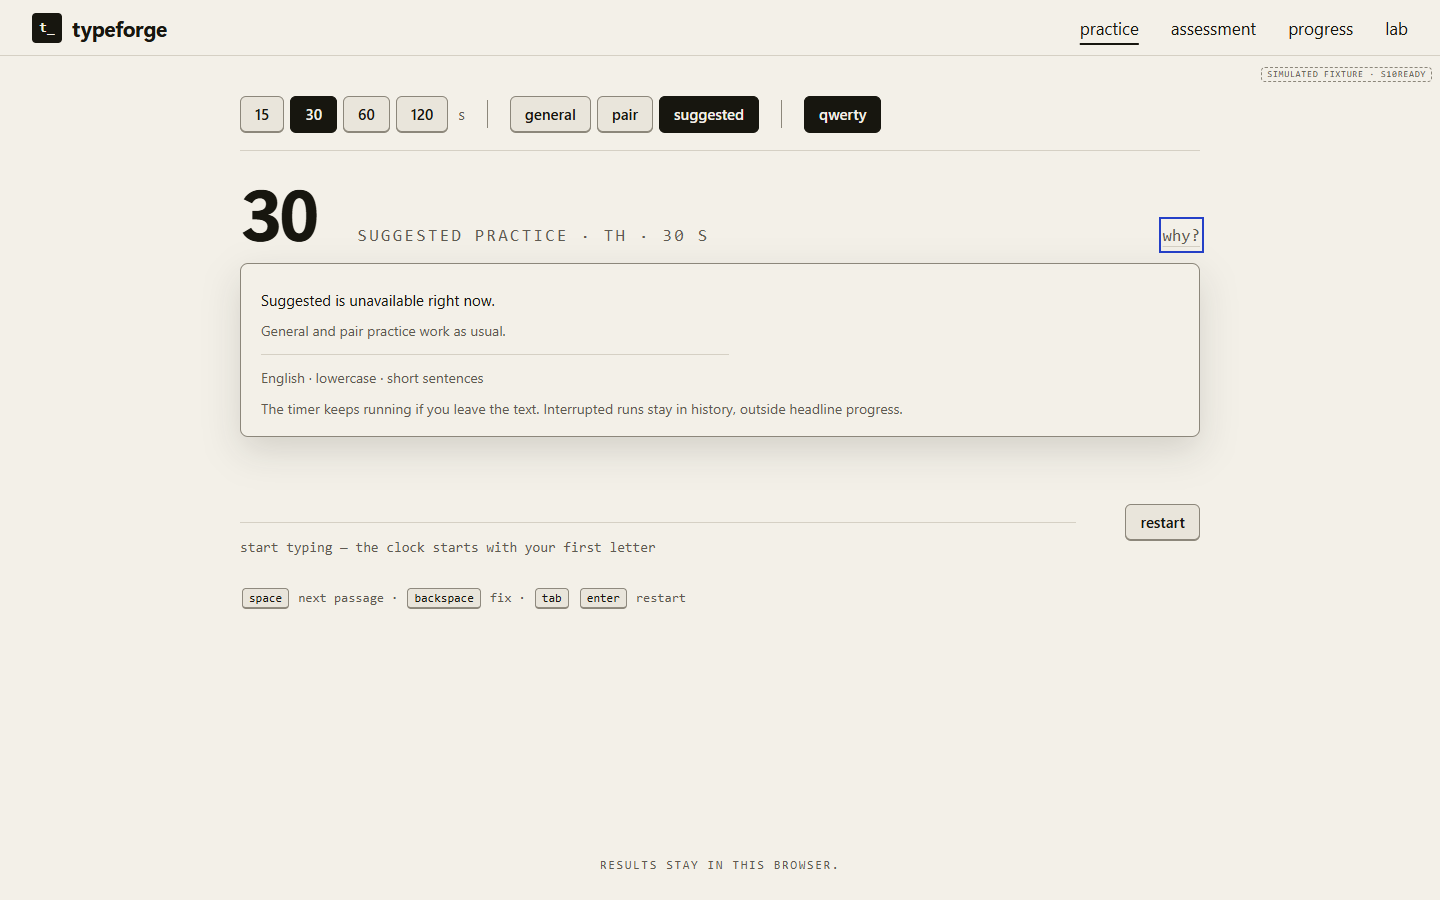 t_ typeforge practice assessment progress lab
SIMULATED FIXTURE · S10READY
15 30 60 120 s general pair suggested qwerty
30 SUGGESTED PRACTICE · TH · 30 S why?
Suggested is unavailable right now.
General and pair practice work as usual.
English · lowercase · short sentences
The timer keeps running if you leave the text. Interrupted runs stay in history, outside headline progress.
restart
start typing — the clock starts with your first letter
space next passage · backspace fix · tab enter restart
RESULTS STAY IN THIS BROWSER.